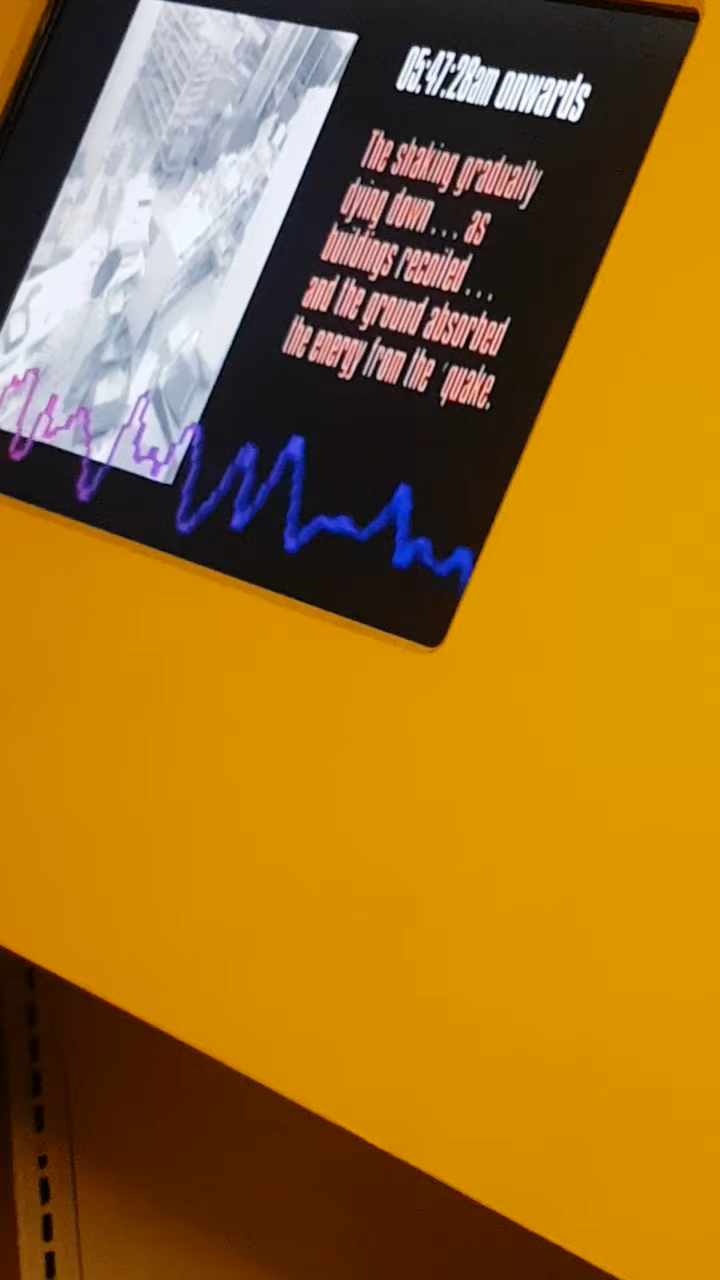 05:47:28am onwards
The shaking gradually
dying down... as
buildings recoiled...
and the ground absorbed
the energy from the 'quake.